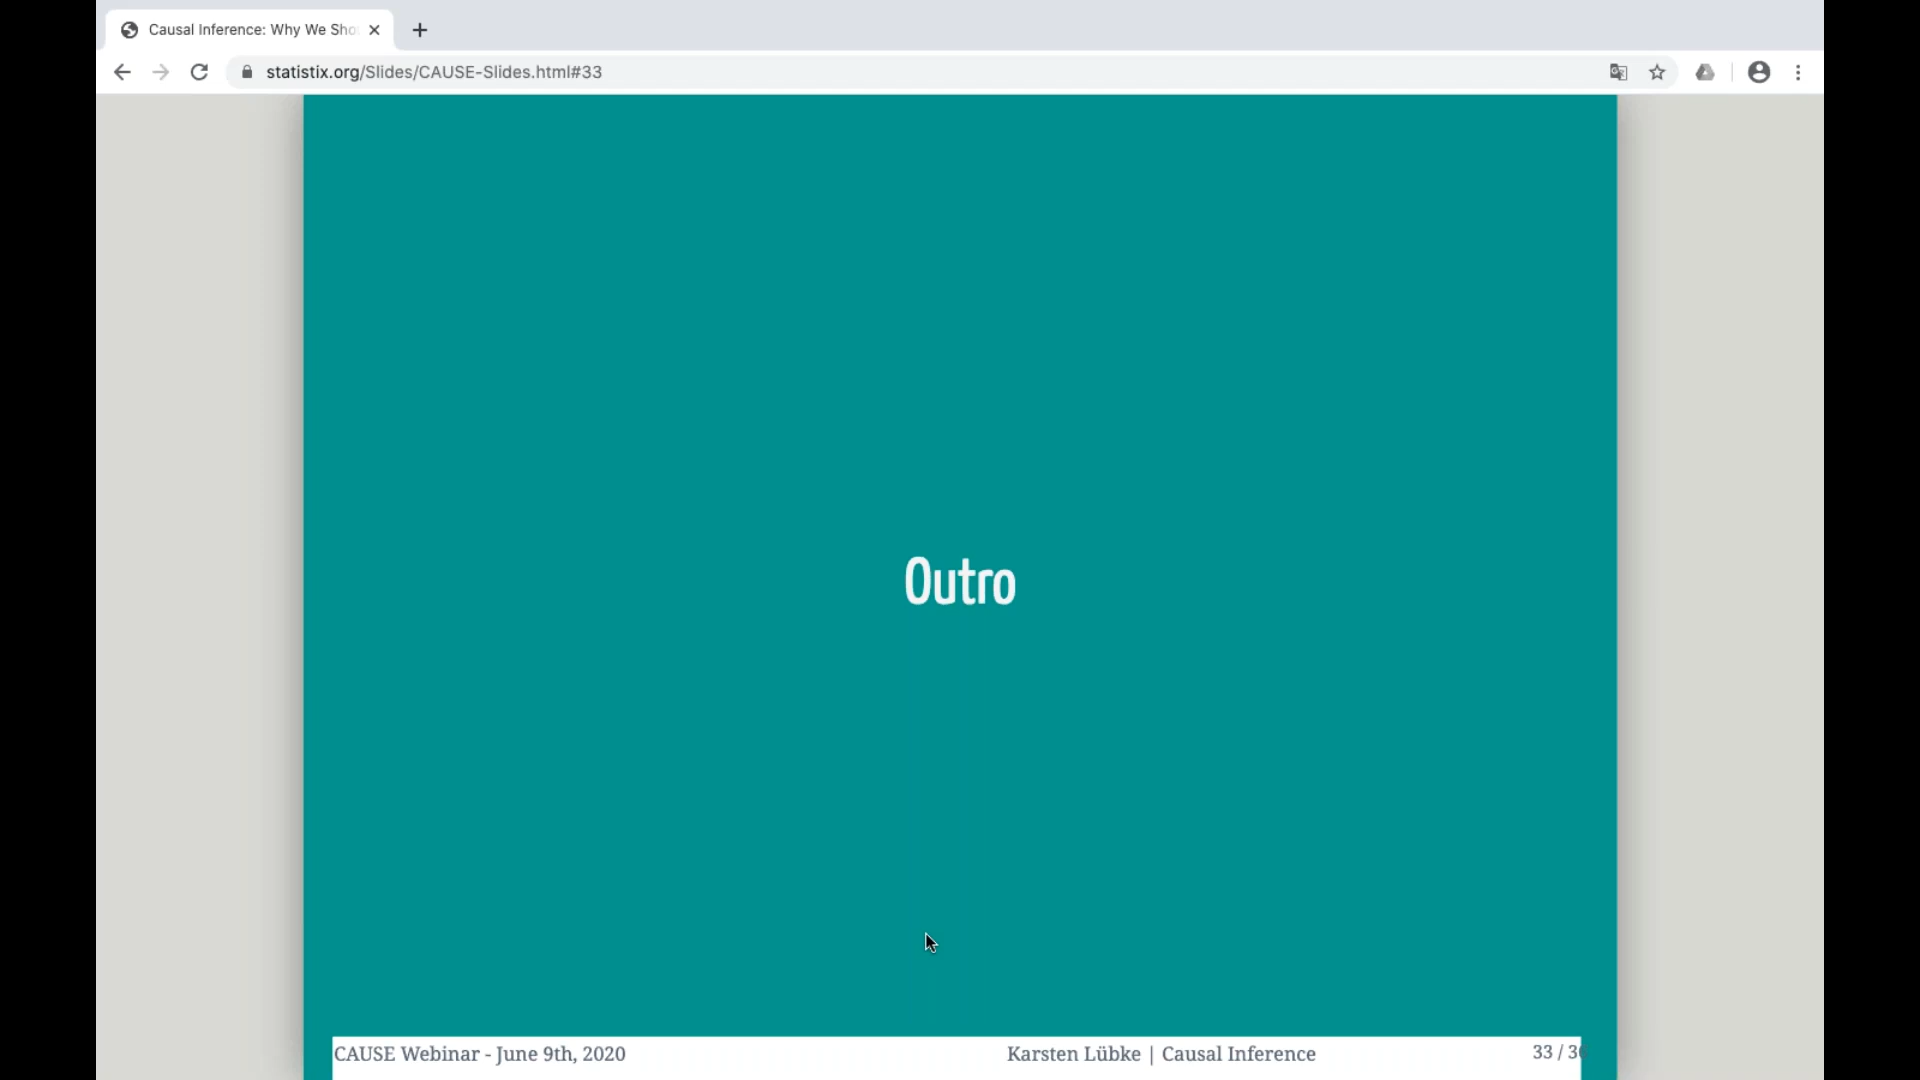 Causal Inference: Why We Sho
statistix.org/Slides/CAUSE-Slides.html#33
Outro
CAUSE Webinar - June 9th, 2020
Karsten Lübke | Causal Inference
33 / 36